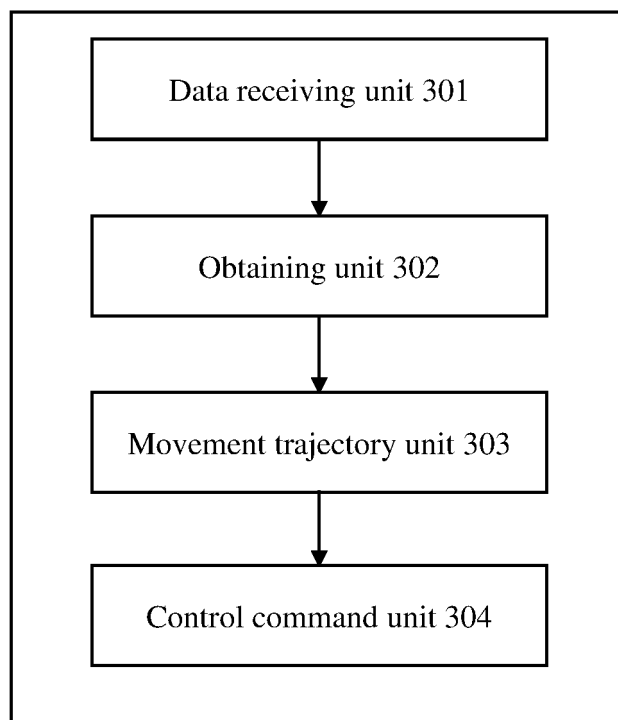 Data receiving unit 301
Obtaining unit 302
Movement trajectory unit 303
Control command unit 304